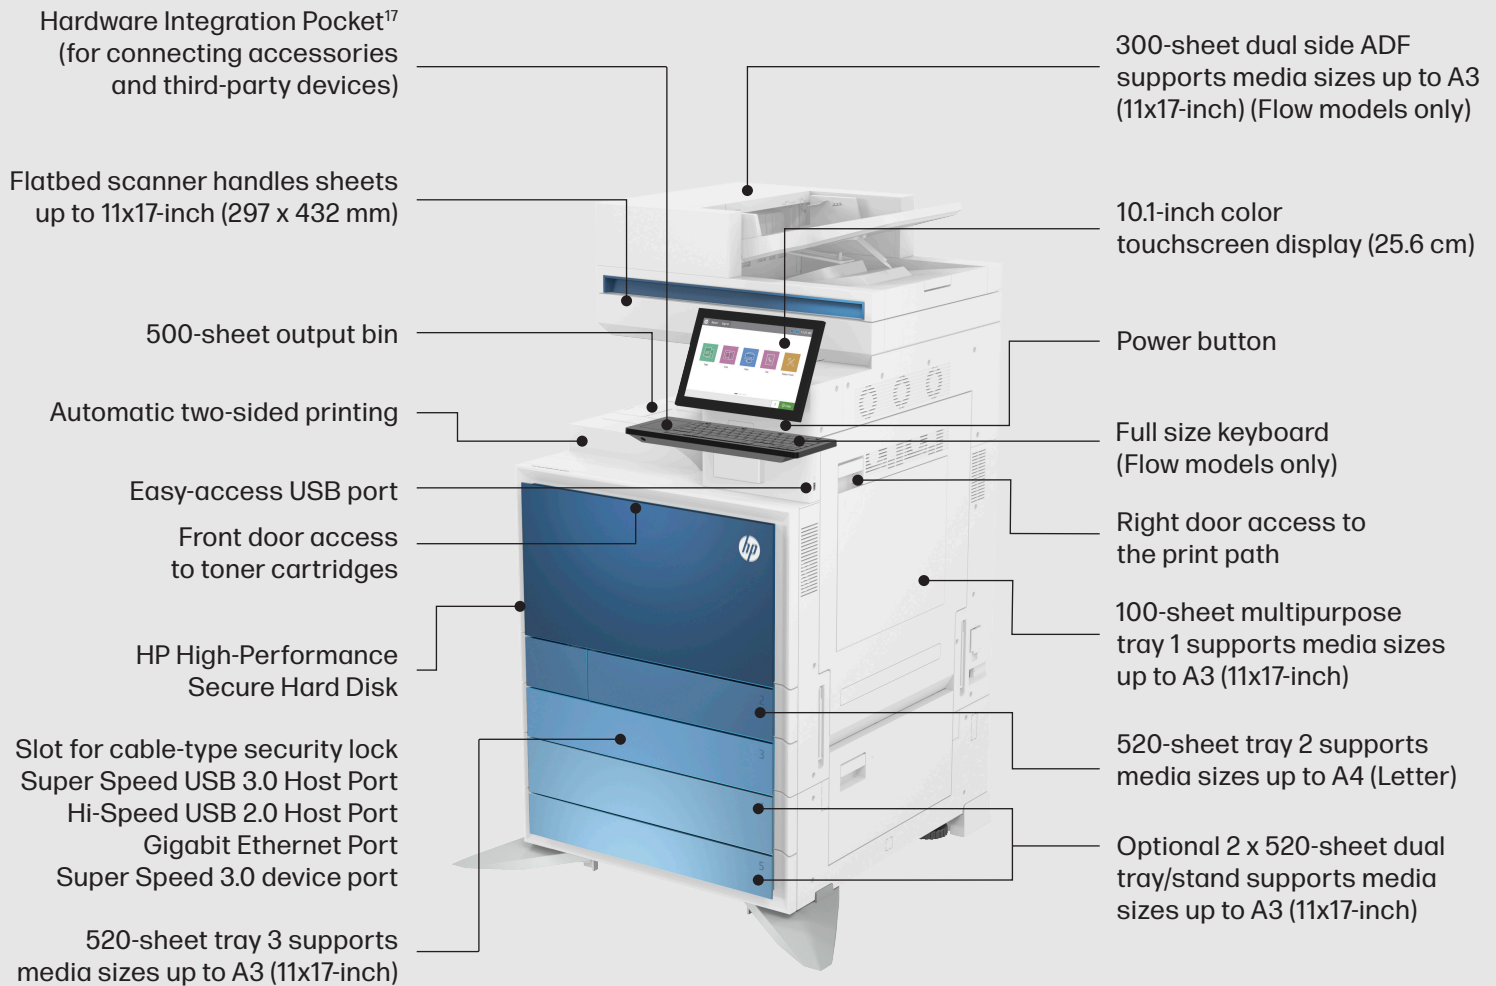 Hardware Integration Pocket¹⁷
(for connecting accessories
and third-party devices)
Flatbed scanner handles sheets
up to 11x17-inch (297 x 432 mm)
500-sheet output bin
Automatic two-sided printing
Easy-access USB port
Front door access
to toner cartridges
HP High-Performance
Secure Hard Disk
Slot for cable-type security lock
Super Speed USB 3.0 Host Port
Hi-Speed USB 2.0 Host Port
Gigabit Ethernet Port
Super Speed 3.0 device port
520-sheet tray 3 supports
media sizes up to A3 (11x17-inch)
hp
2
3
5
300-sheet dual side ADF
supports media sizes up to A3
(11x17-inch) (Flow models only)
10.1-inch color
touchscreen display (25.6 cm)
Power button
Full size keyboard
(Flow models only)
Right door access to
the print path
100-sheet multipurpose
tray 1 supports media sizes
up to A3 (11x17-inch)
520-sheet tray 2 supports
media sizes up to A4 (Letter)
Optional 2 x 520-sheet dual
tray/stand supports media
sizes up to A3 (11x17-inch)